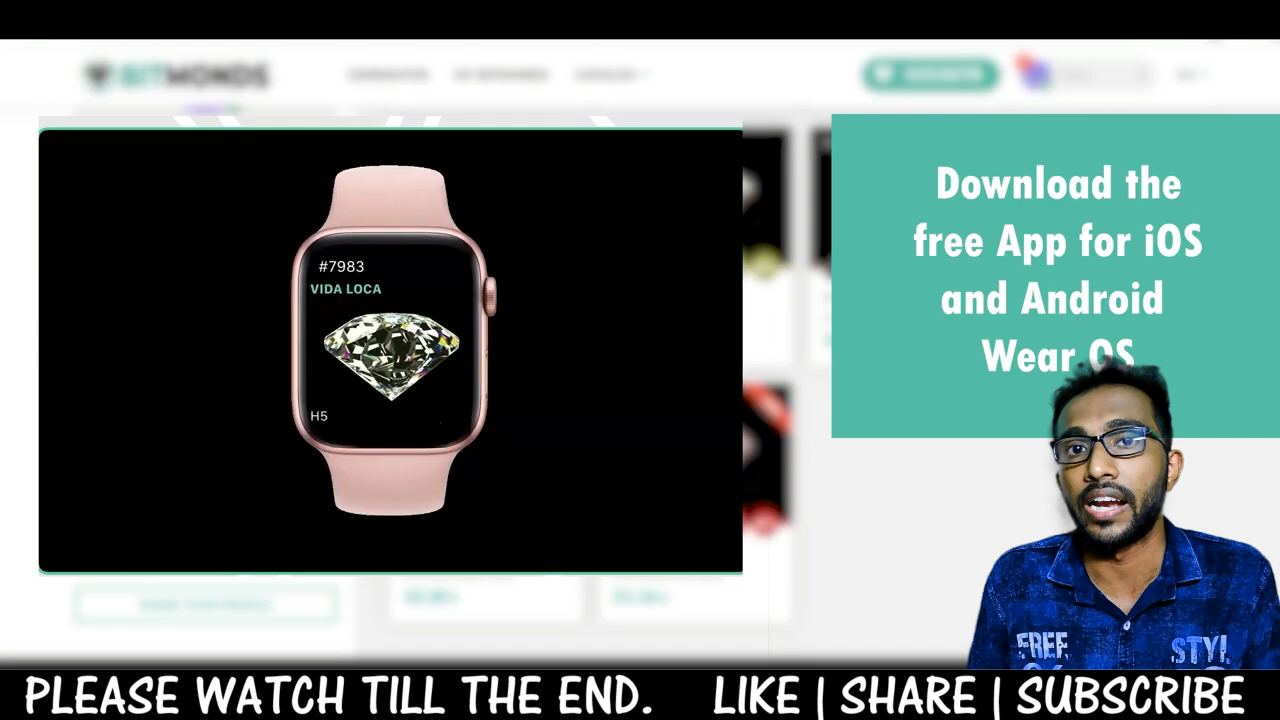 BITMONDS
Download the
free App for iOS
and Android
Wear OS
#7983
VIDA LOCA
H5
FREE
STYL
PLEASE WATCH TILL THE END. LIKE | SHARE | SUBSCRIBE